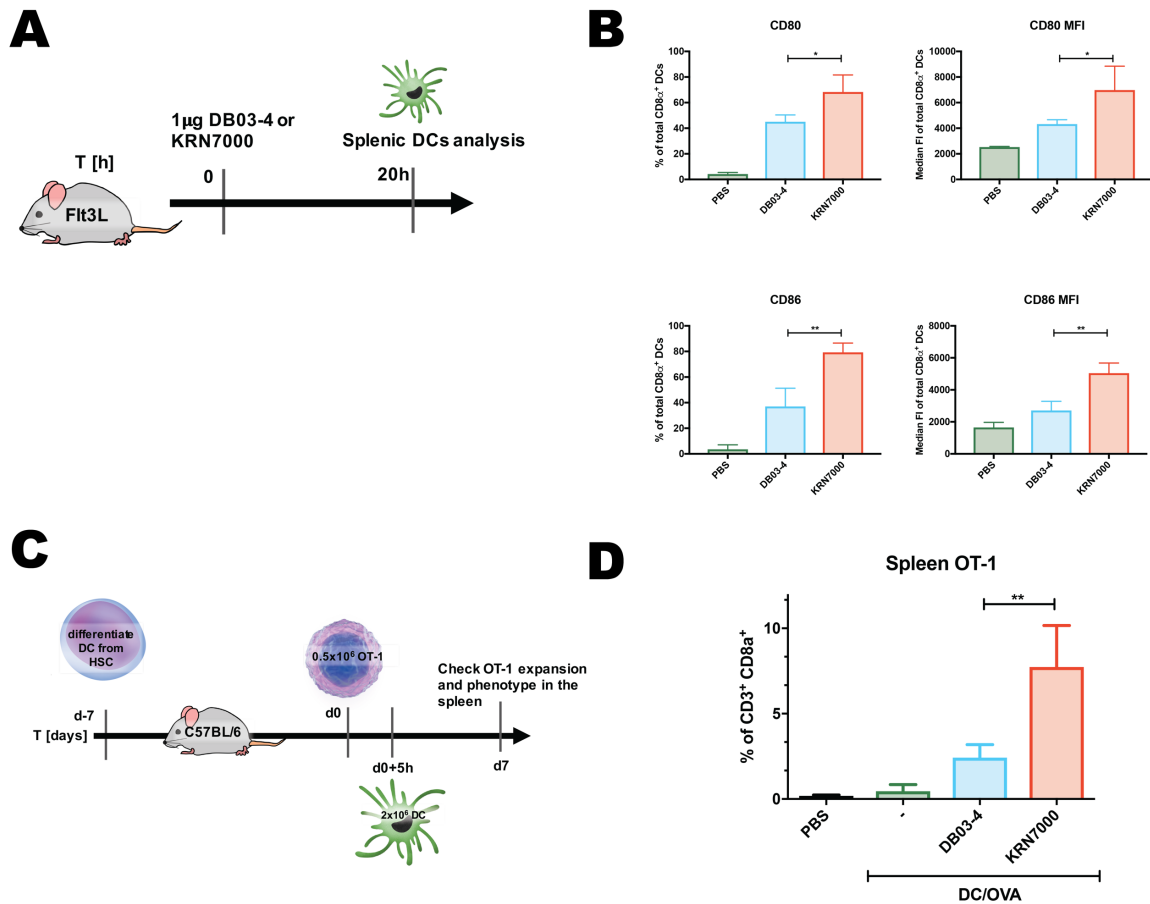 A
1μg DB03-4 or
KRN7000
Splenic DCs analysis
T [h]
0
20h
Flt3L
B
CD80
% of total CD8α⁺ DCs
100
80
60
40
20
0
PBS
DB03-4
KRN7000
*
CD80 MFI
Median FI of total CD8α⁺ DCs
10000
8000
6000
4000
2000
0
PBS
DB03-4
KRN7000
*
CD86
% of total CD8α⁺ DCs
100
80
60
40
20
0
PBS
DB03-4
KRN7000
**
CD86 MFI
Median FI of total CD8α⁺ DCs
8000
6000
4000
2000
0
PBS
DB03-4
KRN7000
**
C
differentiate
DC from
HSC
0.5x10⁶ OT-1
Check OT-1 expansion
and phenotype in the
spleen
d-7
d0
T [days]
C57BL/6
d0+5h
d7
2x10⁶ DC
D
Spleen OT-1
% of CD3⁺ CD8a⁺
10
5
0
**
PBS
-
DB03-4
KRN7000
DC/OVA